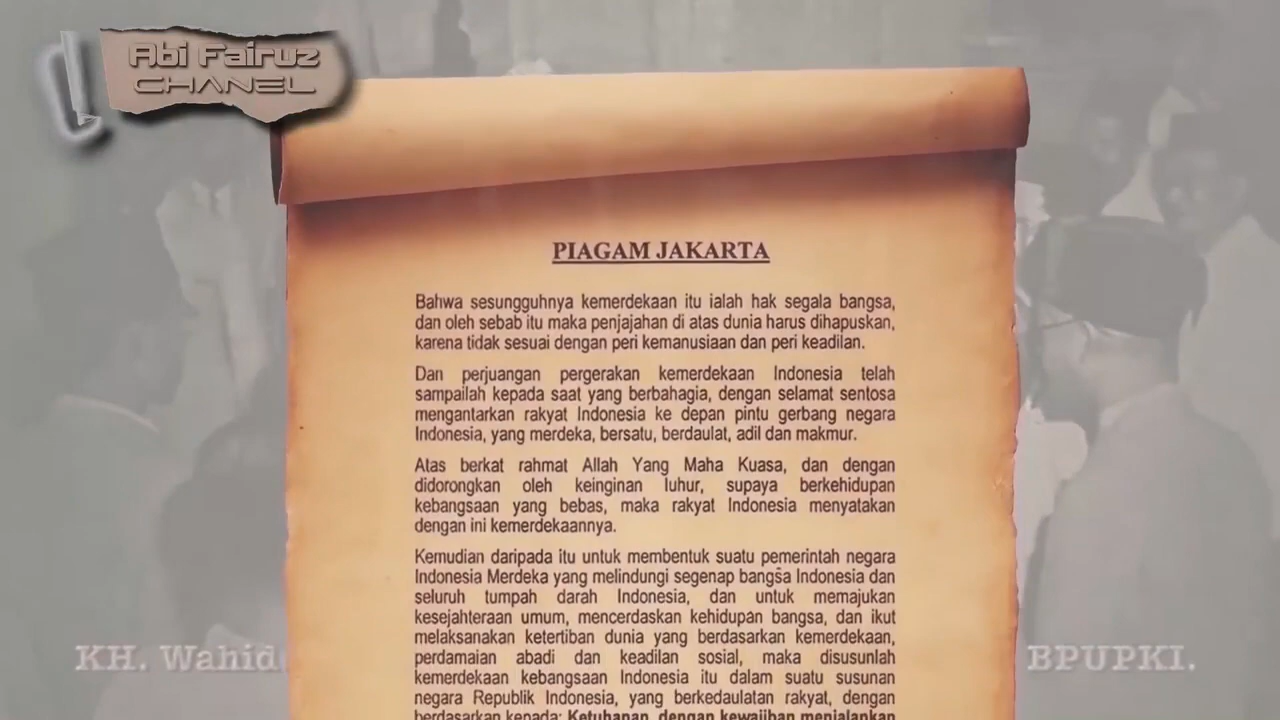 Abi Fairuz
CHANEL
PIAGAM JAKARTA
Bahwa sesungguhnya kemerdekaan itu ialah hak segala bangsa,
dan oleh sebab itu maka penjajahan di atas dunia harus dihapuskan,
karena tidak sesuai dengan peri kemanusiaan dan peri keadilan.
Dan perjuangan pergerakan kemerdekaan Indonesia telah
sampailah kepada saat yang berbahagia, dengan selamat sentosa
mengantarkan rakyat Indonesia ke depan pintu gerbang negara
Indonesia, yang merdeka, bersatu, berdaulat, adil dan makmur.
Atas berkat rahmat Allah Yang Maha Kuasa, dan dengan
didorongkan oleh keinginan luhur, supaya berkehidupan
kebangsaan yang bebas, maka rakyat Indonesia menyatakan
dengan ini kemerdekaannya.
Kemudian daripada itu untuk membentuk suatu pemerintah negara
Indonesia Merdeka yang melindungi segenap bangsa Indonesia dan
seluruh tumpah darah Indonesia, dan untuk memajukan
kesejahteraan umum, mencerdaskan kehidupan bangsa, dan ikut
melaksanakan ketertiban dunia yang berdasarkan kemerdekaan,
perdamaian abadi dan keadilan sosial, maka disusunlah
kemerdekaan kebangsaan Indonesia itu dalam suatu susunan
negara Republik Indonesia, yang berkedaulatan rakyat, dengan
berdasarkan kepada: Ketuhanan, dengan kewajiban menjalankan
KH. Wahid
BPUPKI.